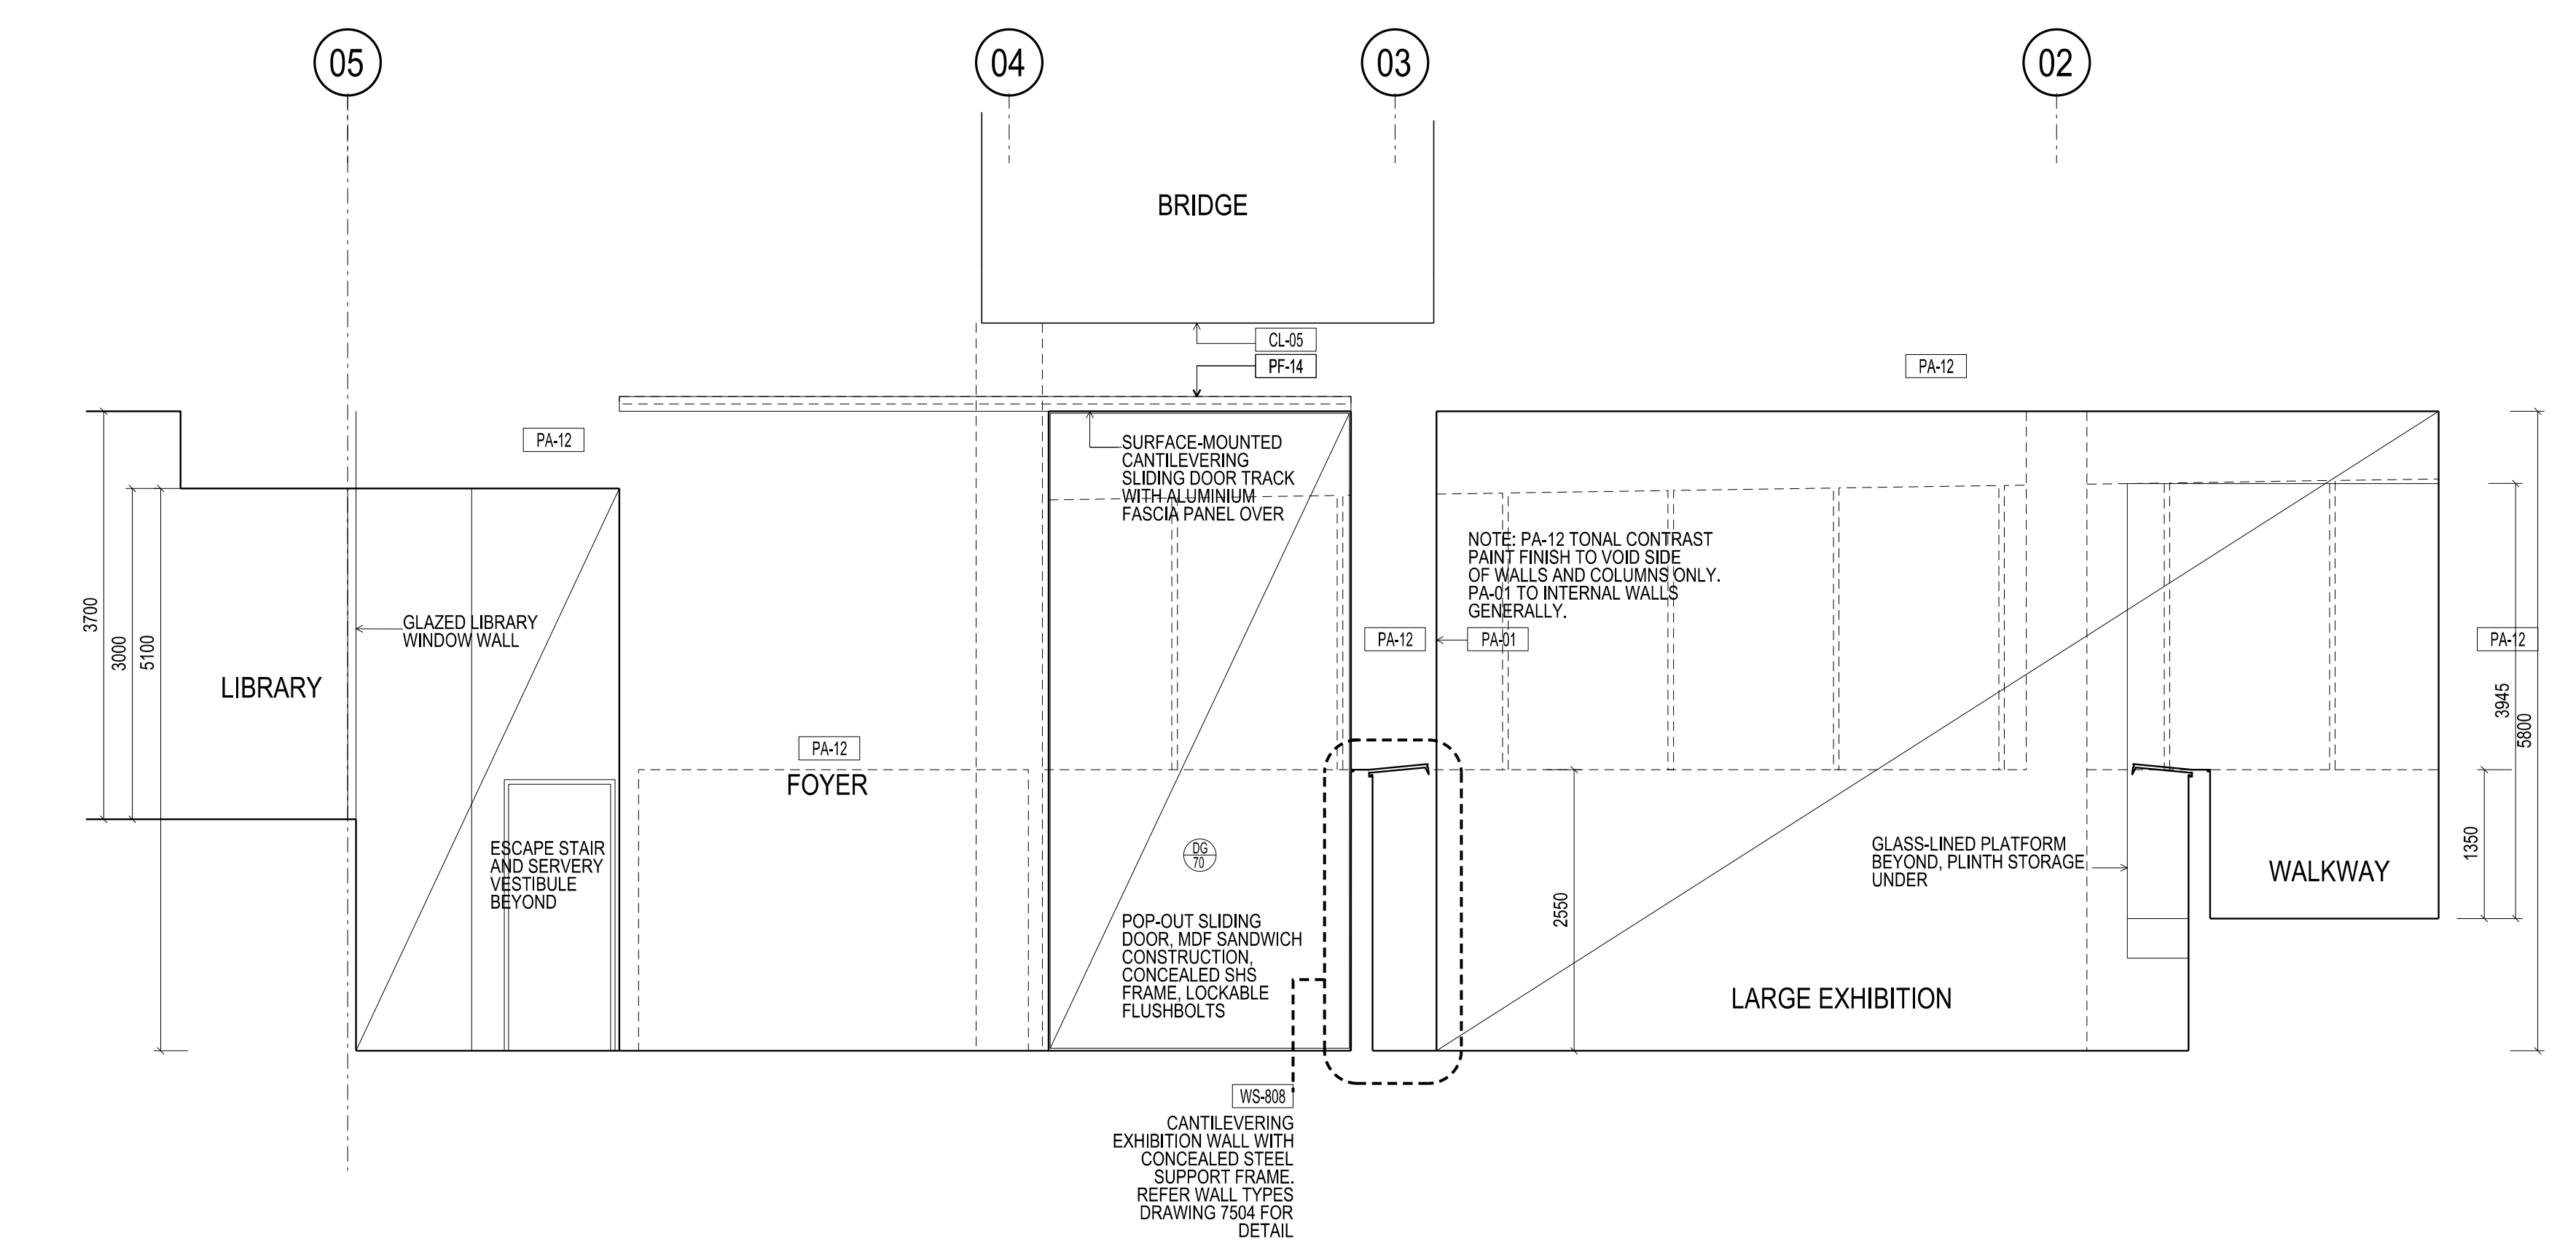 05
04
03
02
BRIDGE
CL-05
PF-14
PA-12
PA-12
SURFACE-MOUNTED
CANTILEVERING
SLIDING DOOR TRACK
WITH ALUMINIUM
FASCIA PANEL OVER
NOTE: PA-12 TONAL CONTRAST
PAINT FINISH TO VOID SIDE
OF WALLS AND COLUMNS ONLY.
PA-01 TO INTERNAL WALLS
GENERALLY.
3700
3000
5100
GLAZED LIBRARY
WINDOW WALL
LIBRARY
PA-12
PA-01
PA-12
3945
5800
PA-12
FOYER
ESCAPE STAIR
AND SERVERY
VESTIBULE
BEYOND
DG
70
POP-OUT SLIDING
DOOR, MDF SANDWICH
CONSTRUCTION,
CONCEALED SHS
FRAME, LOCKABLE
FLUSHBOLTS
2550
GLASS-LINED PLATFORM
BEYOND, PLINTH STORAGE
UNDER
WALKWAY
1350
LARGE EXHIBITION
WS-808
CANTILEVERING
EXHIBITION WALL WITH
CONCEALED STEEL
SUPPORT FRAME.
REFER WALL TYPES
DRAWING 7504 FOR
DETAIL